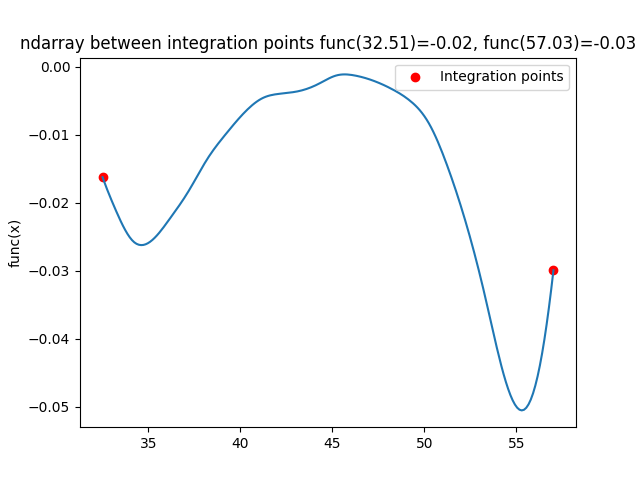 ndarray between integration points func(32.51)=-0.02, func(57.03)=-0.03
Integration points
0.00
−0.01
−0.02
−0.03
−0.04
−0.05
func(x)
35 40 45 50 55